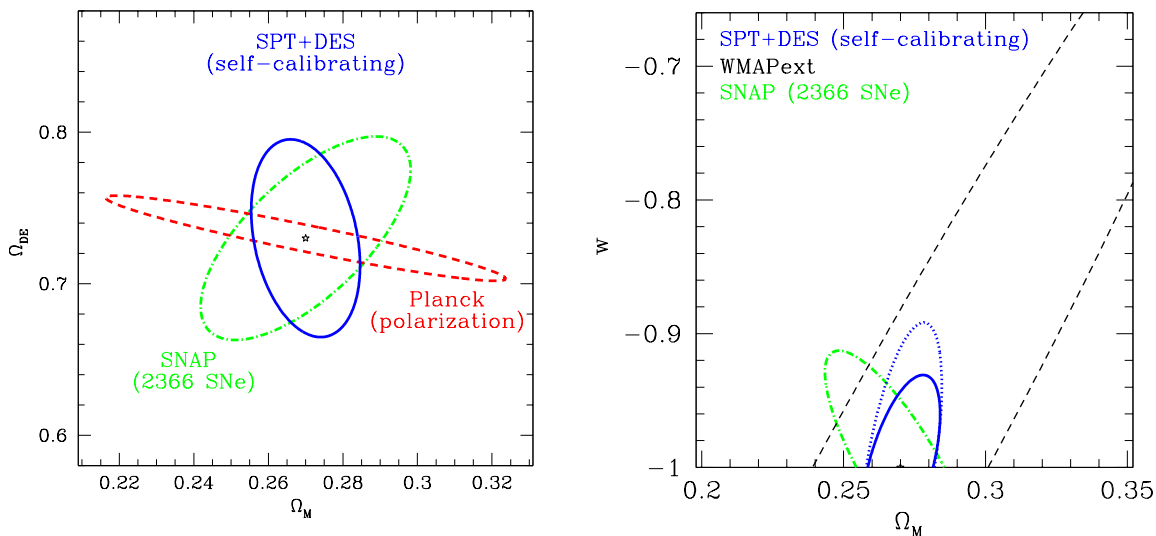 SPT+DES
(self-calibrating)
0.8
0.7
0.6
Ω_DE
Planck
(polarization)
SNAP
(2366 SNe)
0.22
0.24
0.26
0.28
0.30
0.32
Ω_M
SPT+DES (self-calibrating)
WMAPext
SNAP (2366 SNe)
-0.7
-0.8
-0.9
-1
w
0.2
0.25
0.3
0.35
Ω_M